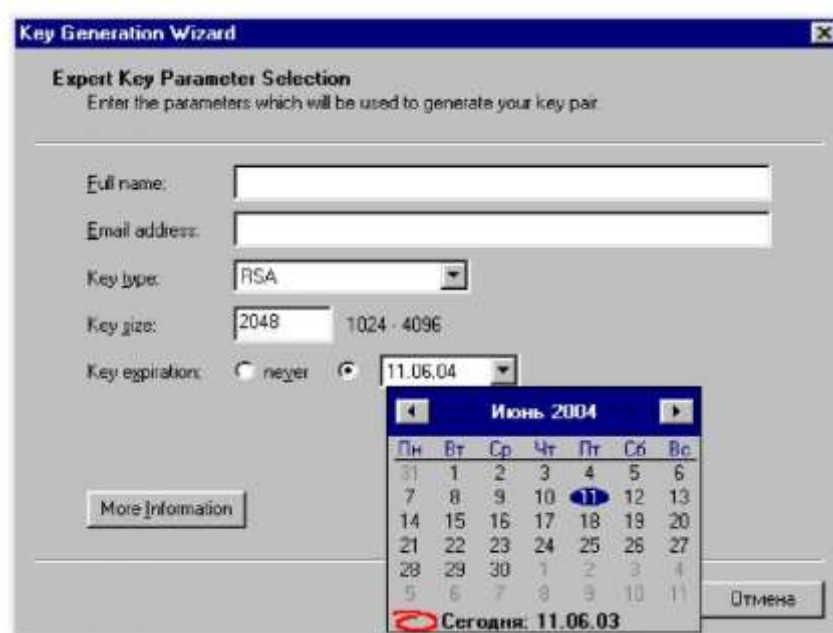 Key Generation Wizard
Expert Key Parameter Selection
Enter the parameters which will be used to generate your key pair.
Full name:
Email address:
Key type: RSA
Key size: 2048 1024 - 4096
Key expiration: never 11.06.04
Июнь 2004
Пн Вт Ср Чт Пт Сб Вс
31 1 2 3 4 5 6
7 8 9 10 11 12 13
14 15 16 17 18 19 20
21 22 23 24 25 26 27
28 29 30 1 2 3 4
5 6 7 8 9 10 11
Сегодня: 11.06.03
More Information
Отмена